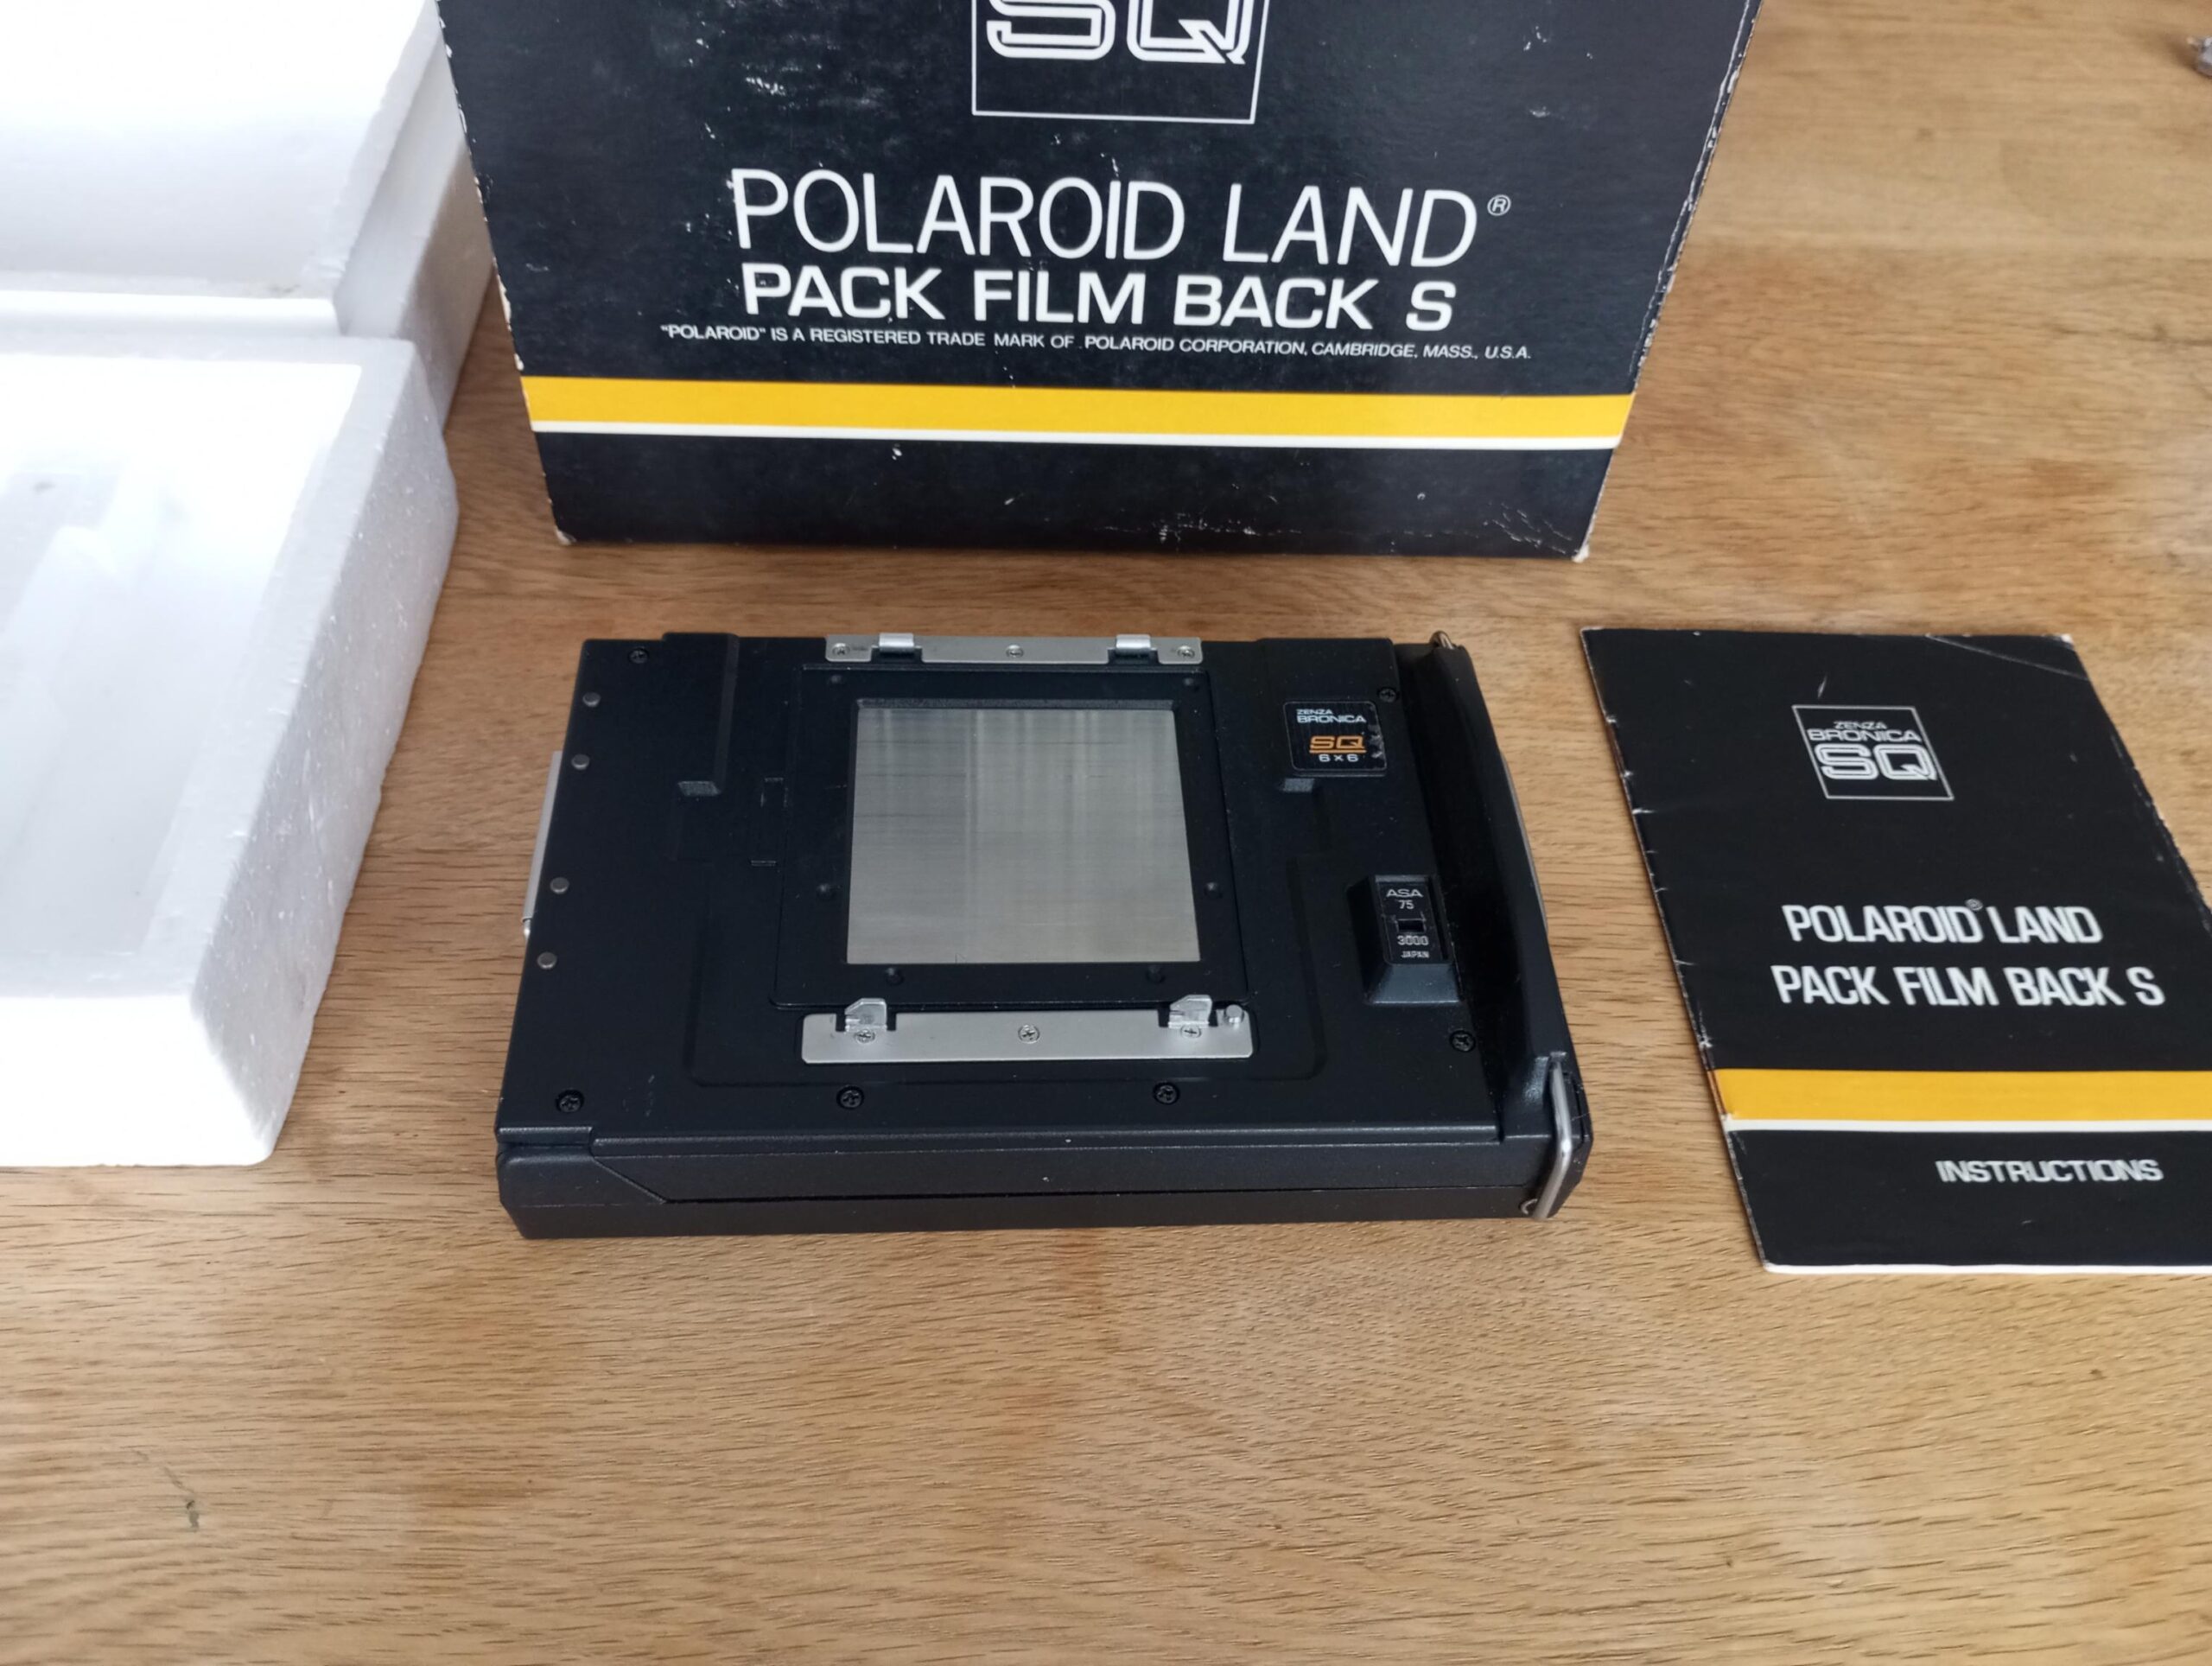 SQ
POLAROID LAND®
PACK FILM BACK S
"POLAROID" IS A REGISTERED TRADE MARK OF POLAROID CORPORATION, CAMBRIDGE, MASS., U.S.A.
ZENZA
BRONICA
SQ
6×6
ASA
75
3000
JAPAN
ZENZA
BRONICA
SQ
POLAROID® LAND
PACK FILM BACK S
INSTRUCTIONS